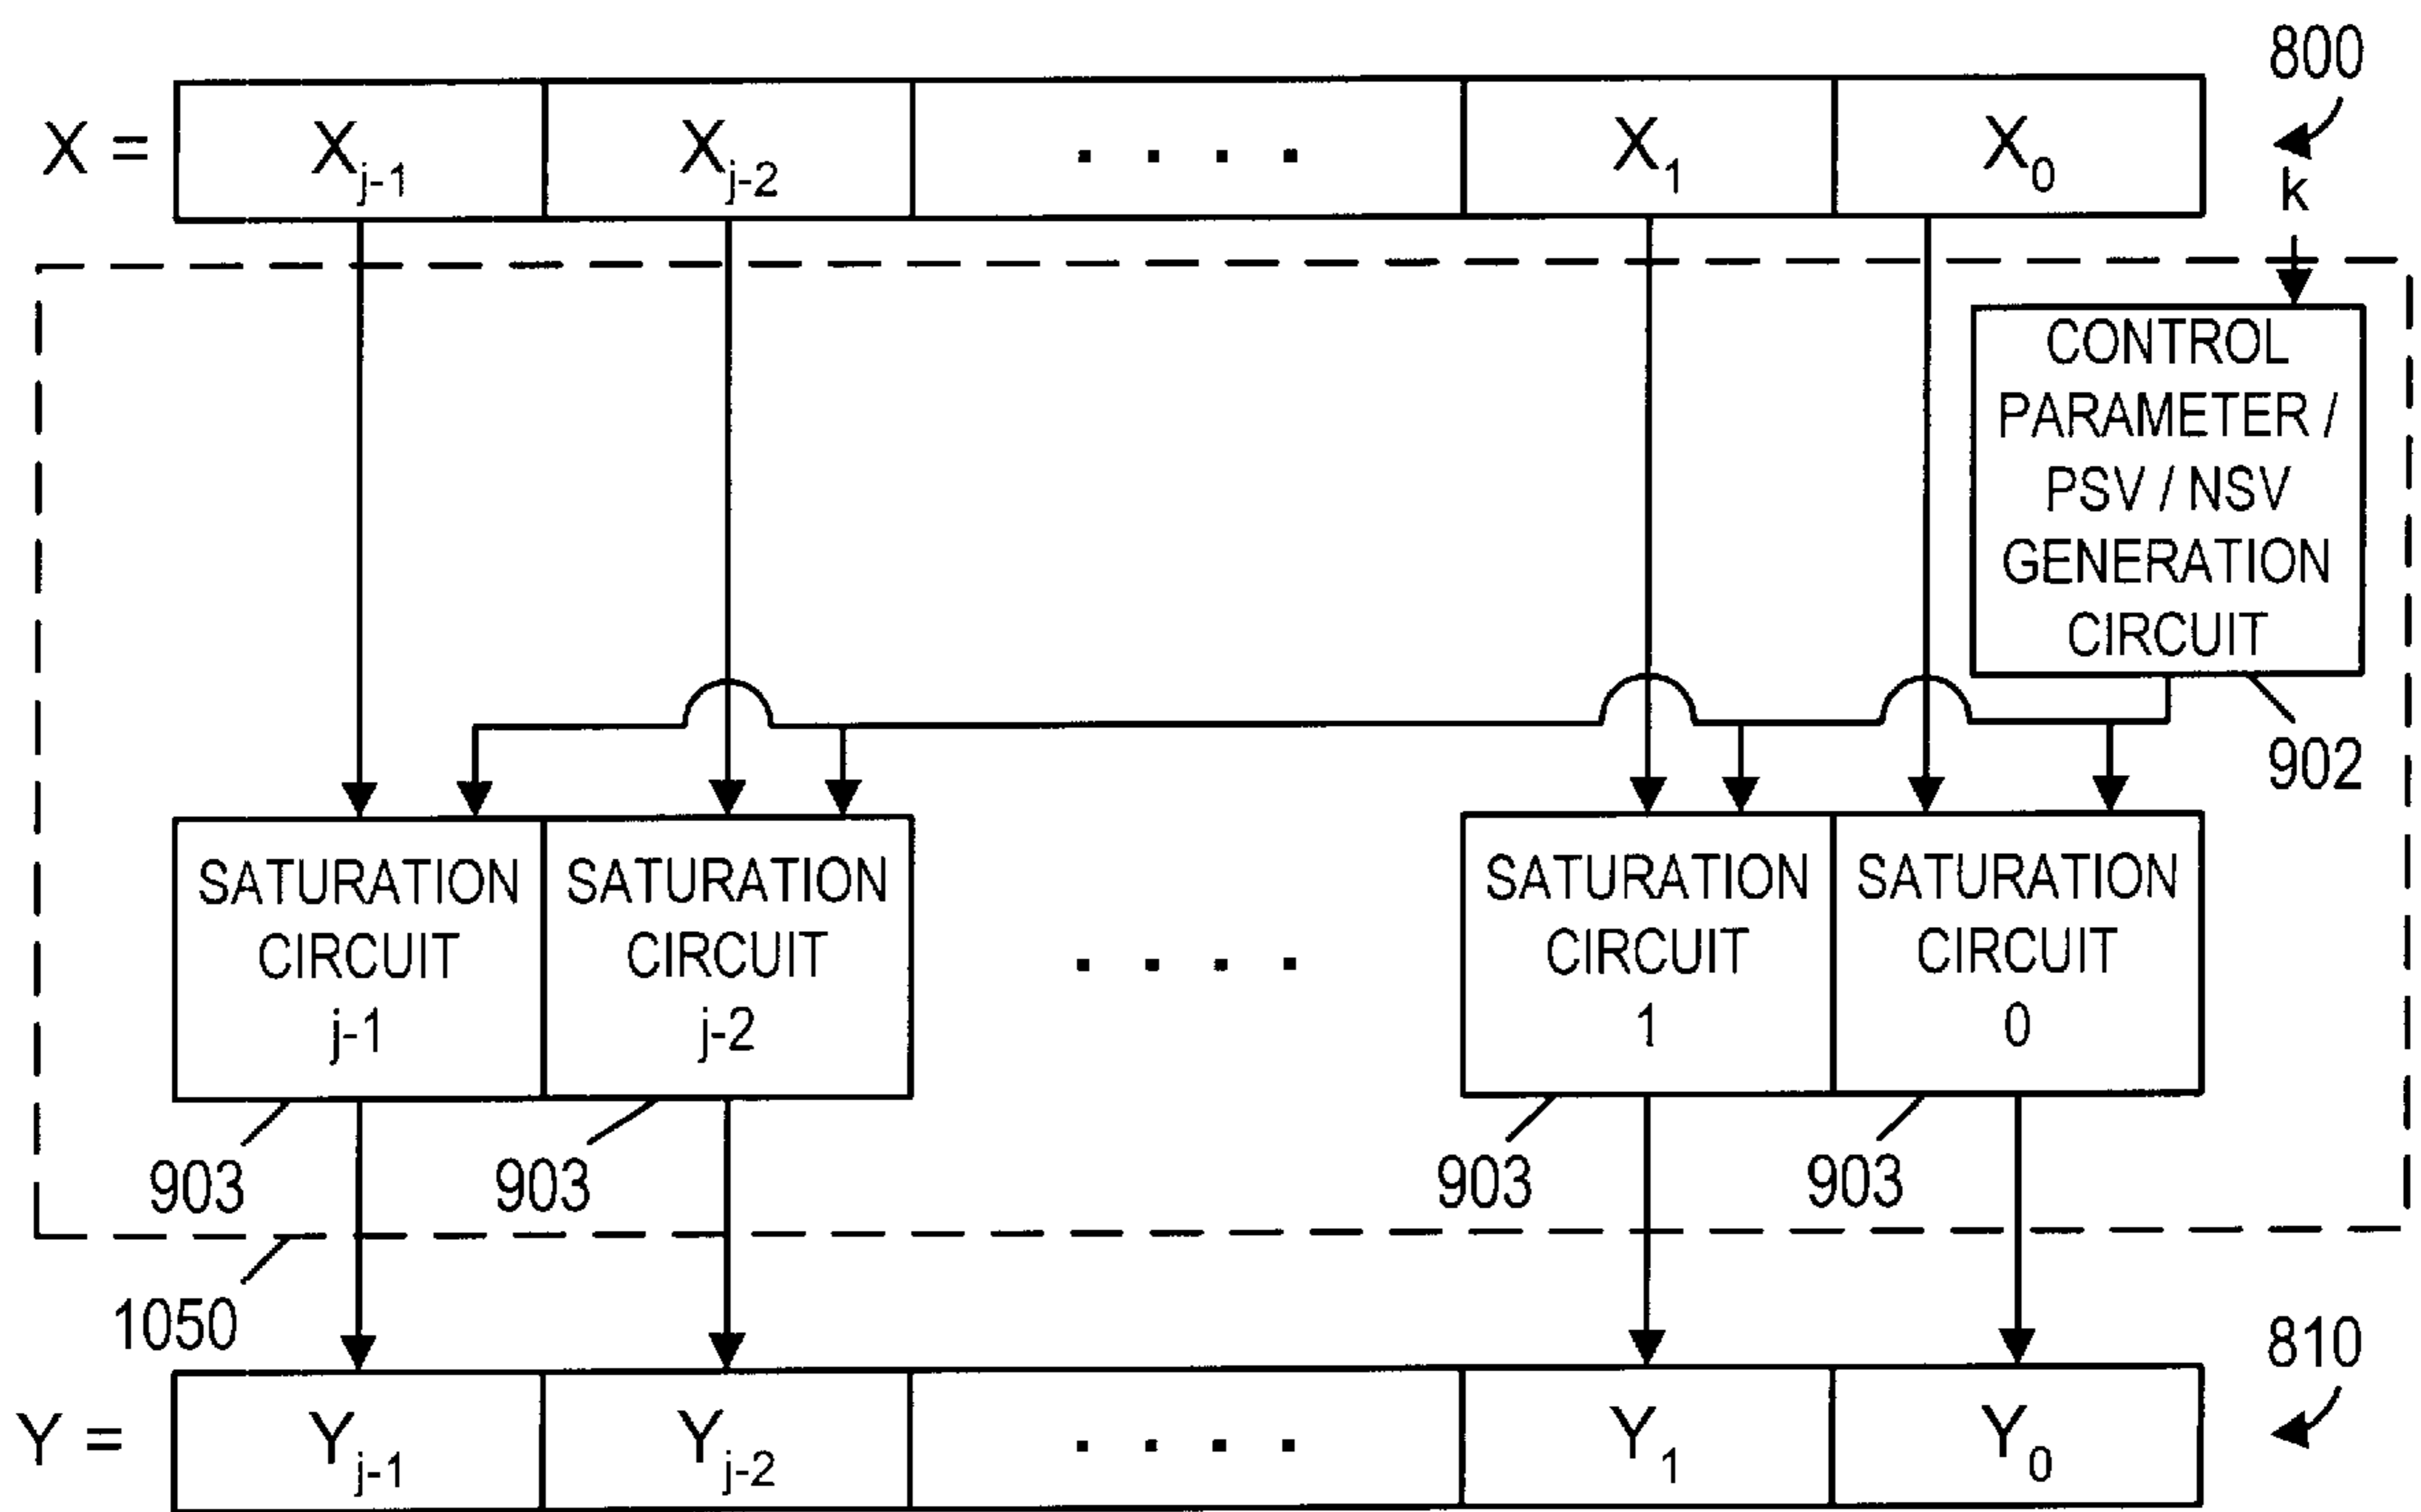 800
X = X_{j-1} X_{j-2} . . . . X_1 X_0
k
CONTROL
PARAMETER /
PSV / NSV
GENERATION
CIRCUIT
902
SATURATION
CIRCUIT
j-1
SATURATION
CIRCUIT
j-2
. . . .
SATURATION
CIRCUIT
1
SATURATION
CIRCUIT
0
903
903
903
903
1050
810
Y = Y_{j-1} Y_{j-2} . . . . Y_1 Y_0